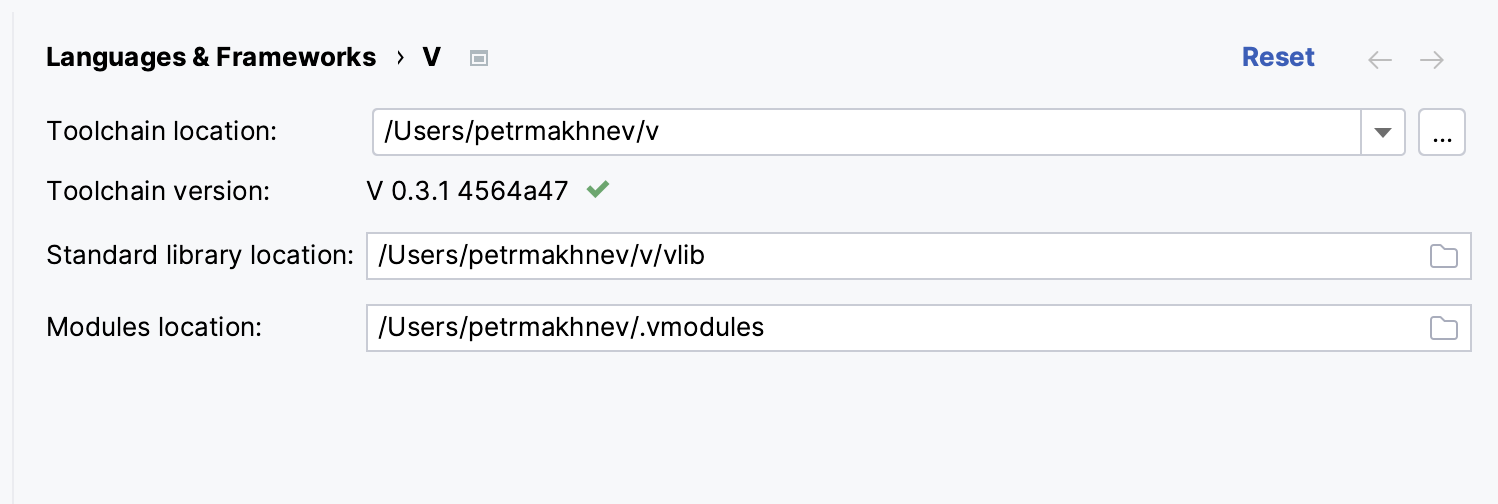 Languages & Frameworks › V Reset
Toolchain location: /Users/petrmakhnev/v ...
Toolchain version: V 0.3.1 4564a47
Standard library location: /Users/petrmakhnev/v/vlib
Modules location: /Users/petrmakhnev/.vmodules